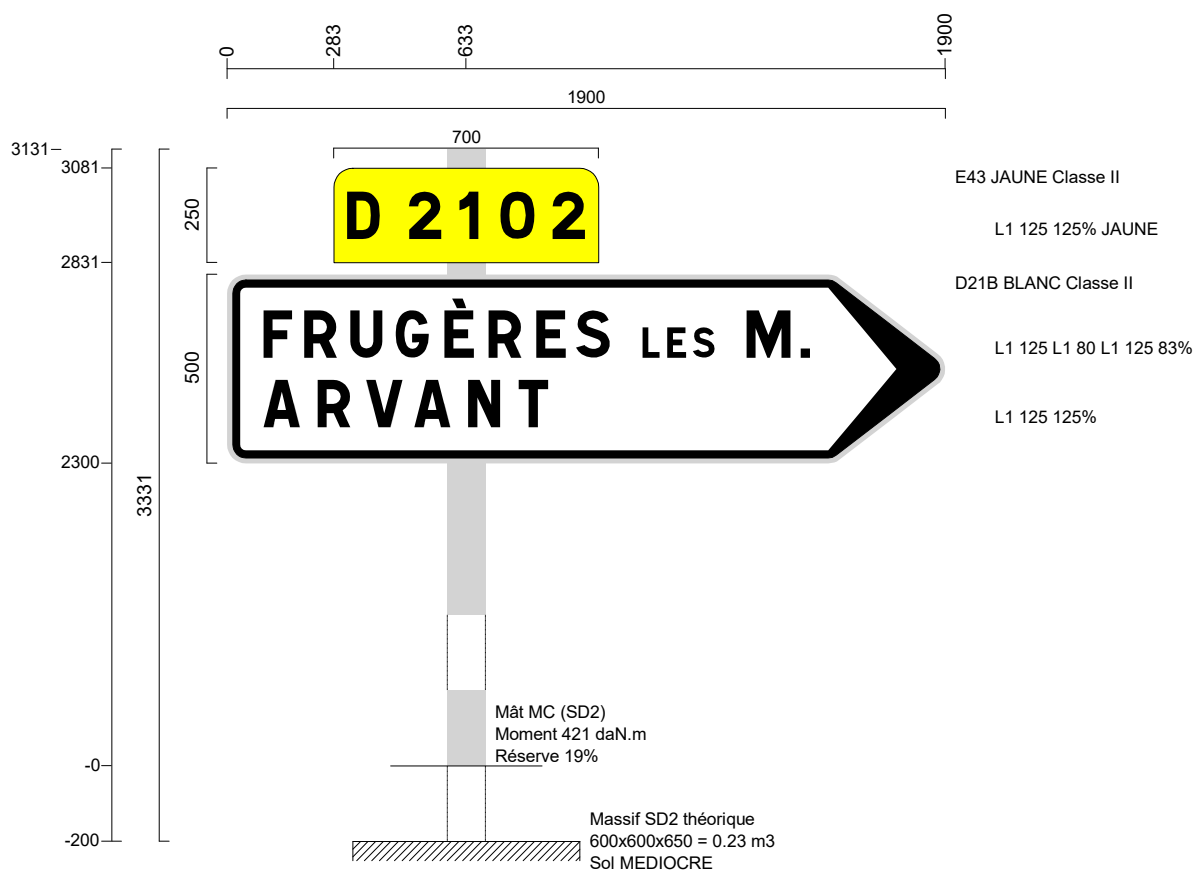 0
283
633
1900
1900
700
3131
3081
250
D 2102
E43 JAUNE Classe II
L1 125 125% JAUNE
2831
D21B BLANC Classe II
500
FRUGÈRES LES M.
L1 125 L1 80 L1 125 83%
ARVANT
L1 125 125%
2300
3331
Mât MC (SD2)
Moment 421 daN.m
Réserve 19%
-0
-200
Massif SD2 théorique
600x600x650 = 0.23 m3
Sol MEDIOCRE